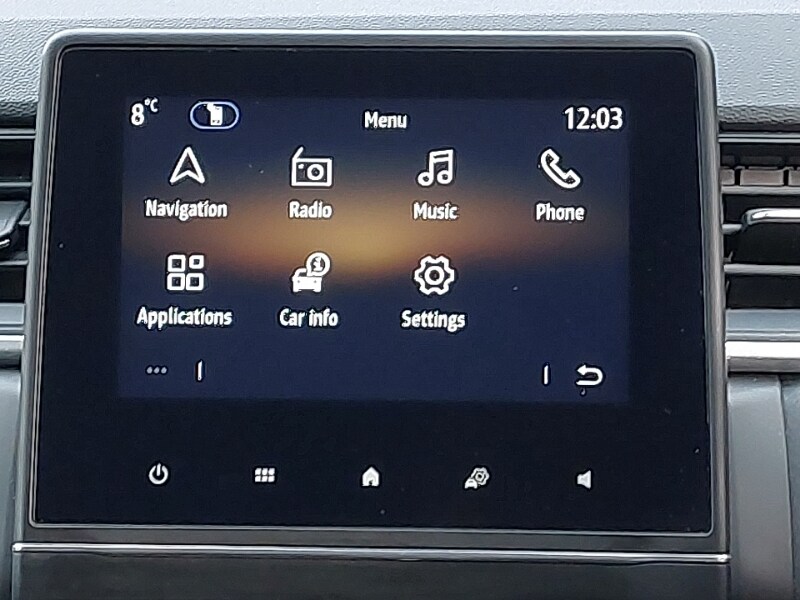 8°C Menu 12:03
Navigation Radio Music Phone
Applications Car info Settings